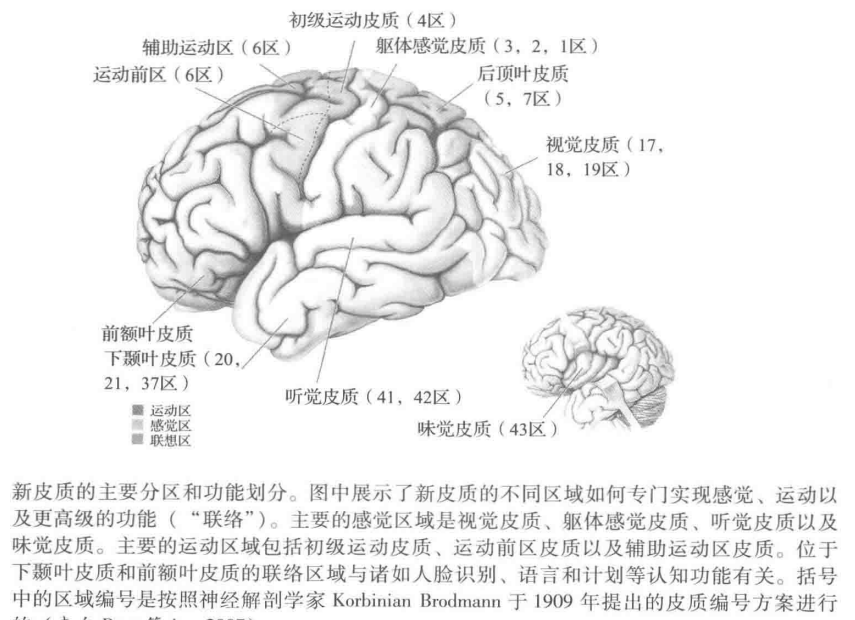 初级运动皮质（4区）
辅助运动区（6区）
躯体感觉皮质（3，2，1区）
运动前区（6区）
后顶叶皮质
（5，7区）
视觉皮质（17，
18，19区）
前额叶皮质
下颞叶皮质（20，
21，37区）
听觉皮质（41，42区）
味觉皮质（43区）
运动区
感觉区
联想区
新皮质的主要分区和功能划分。图中展示了新皮质的不同区域如何专门实现感觉、运动以
及更高级的功能（“联络”）。主要的感觉区域是视觉皮质、躯体感觉皮质、听觉皮质以及
味觉皮质。主要的运动区域包括初级运动皮质、运动前区皮质以及辅助运动区皮质。位于
下颞叶皮质和前额叶皮质的联络区域与诸如人脸识别、语言和计划等认知功能有关。括号
中的区域编号是按照神经解剖学家 Korbinian Brodmann 于 1909 年提出的皮质编号方案进行